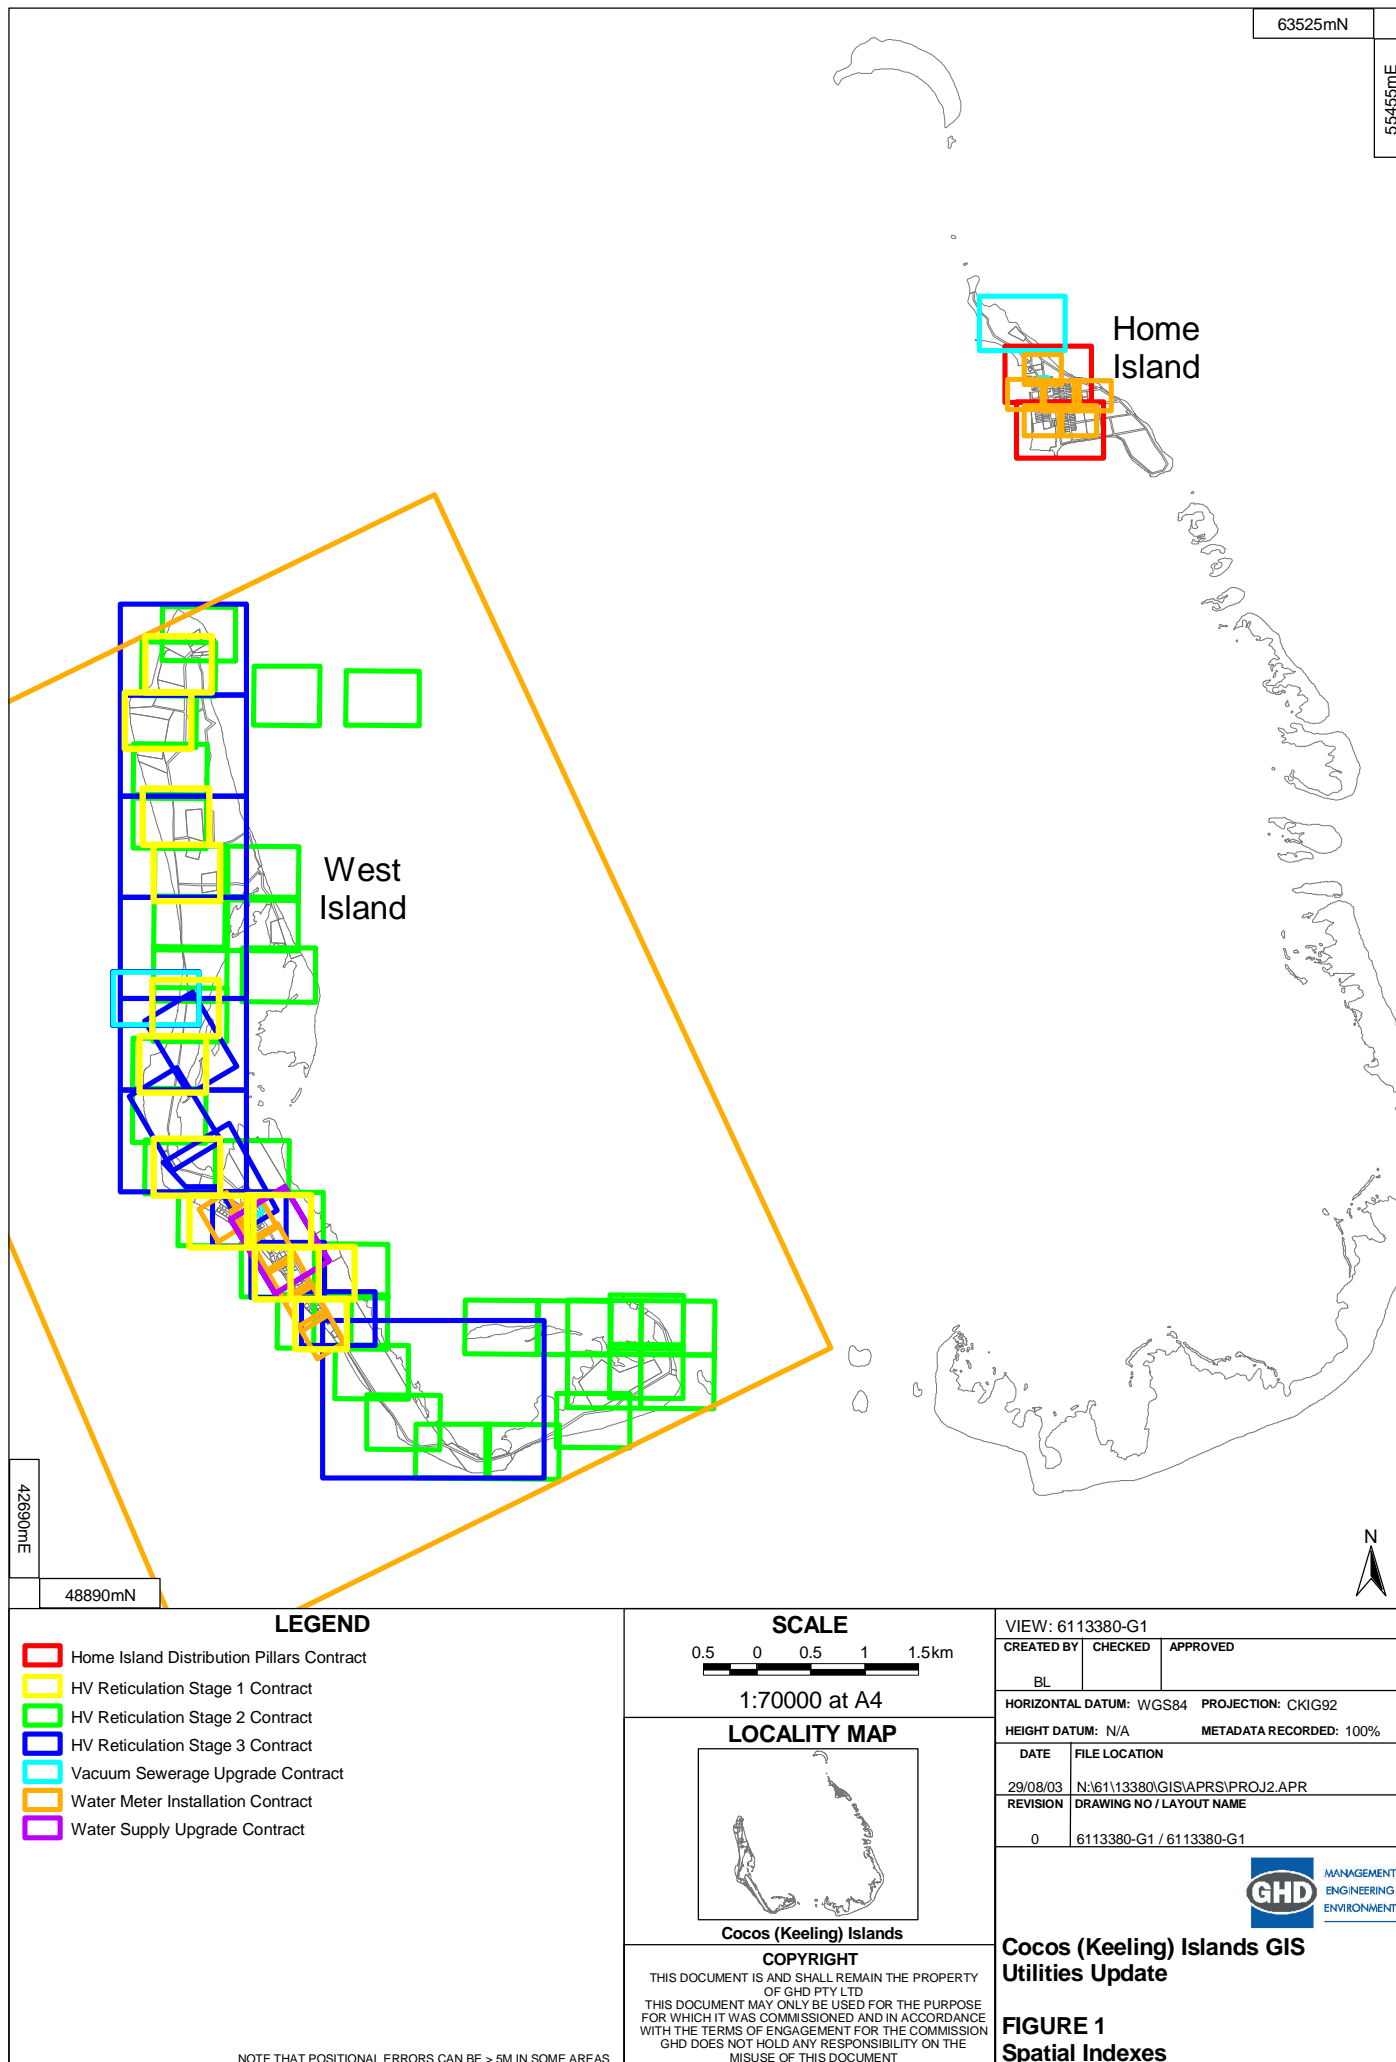 63525mN
55455mE
Home
Island
West
Island
42690mE
48890mN
N
LEGEND
Home Island Distribution Pillars Contract
HV Reticulation Stage 1 Contract
HV Reticulation Stage 2 Contract
HV Reticulation Stage 3 Contract
Vacuum Sewerage Upgrade Contract
Water Meter Installation Contract
Water Supply Upgrade Contract
NOTE THAT POSITIONAL ERRORS CAN BE > 5M IN SOME AREAS
SCALE
0.5 0 0.5 1 1.5km
1:70000 at A4
LOCALITY MAP
Cocos (Keeling) Islands
COPYRIGHT
THIS DOCUMENT IS AND SHALL REMAIN THE PROPERTY
OF GHD PTY LTD
THIS DOCUMENT MAY ONLY BE USED FOR THE PURPOSE
FOR WHICH IT WAS COMMISSIONED AND IN ACCORDANCE
WITH THE TERMS OF ENGAGEMENT FOR THE COMMISSION
GHD DOES NOT HOLD ANY RESPONSIBILITY ON THE
MISUSE OF THIS DOCUMENT
VIEW: 6113380-G1
CREATED BY CHECKED APPROVED
BL
HORIZONTAL DATUM: WGS84 PROJECTION: CKIG92
HEIGHT DATUM: N/A METADATA RECORDED: 100%
DATE FILE LOCATION
29/08/03 N:\61\13380\GIS\APRS\PROJ2.APR
REVISION DRAWING NO / LAYOUT NAME
0 6113380-G1 / 6113380-G1
GHD
MANAGEMENT
ENGINEERING
ENVIRONMENT
Cocos (Keeling) Islands GIS
Utilities Update
FIGURE 1
Spatial Indexes